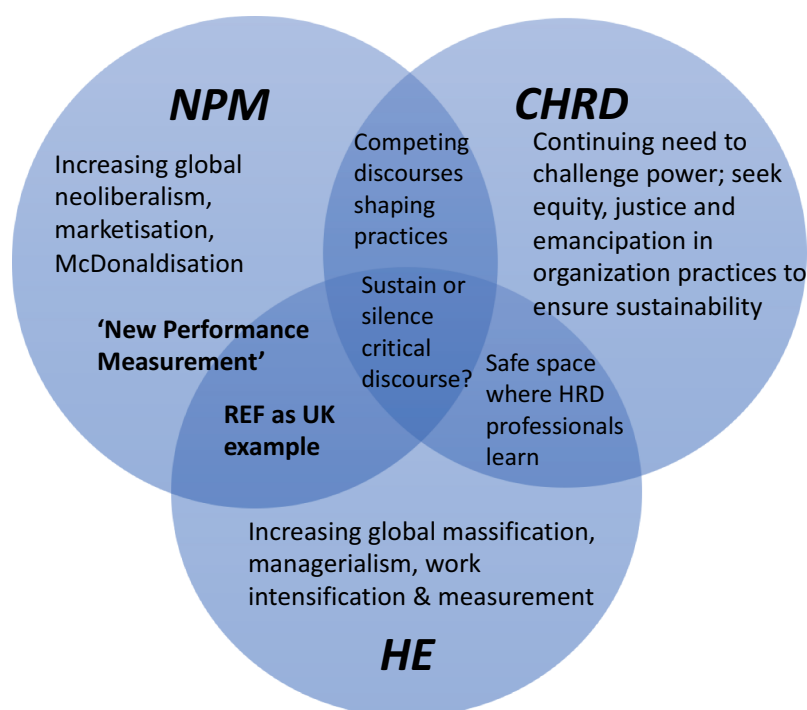 NPM
Increasing global
neoliberalism,
marketisation,
McDonaldisation
‘New Performance
Measurement’
Competing
discourses
shaping
practices
CHRD
Continuing need to
challenge power; seek
equity, justice and
emancipation in
organization practices to
ensure sustainability
Sustain or
silence
critical
discourse?
Safe space
where HRD
professionals
learn
REF as UK
example
Increasing global massification,
managerialism, work
intensification & measurement
HE